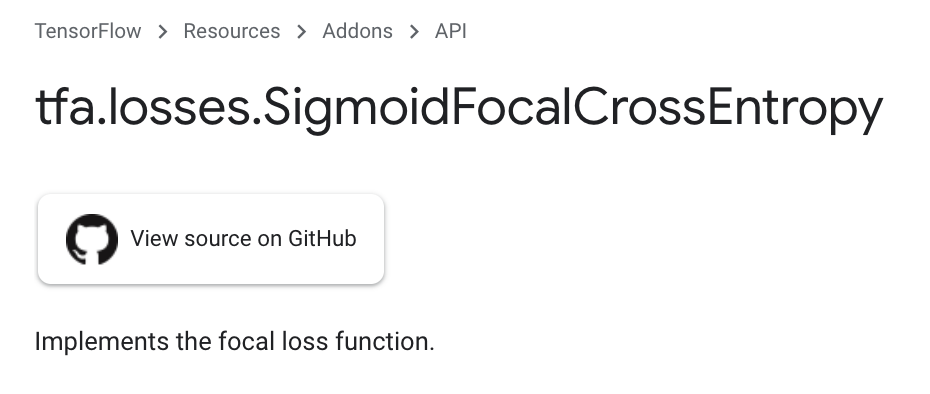 TensorFlow > Resources > Addons > API
tfa.losses.SigmoidFocalCrossEntropy
View source on GitHub
Implements the focal loss function.